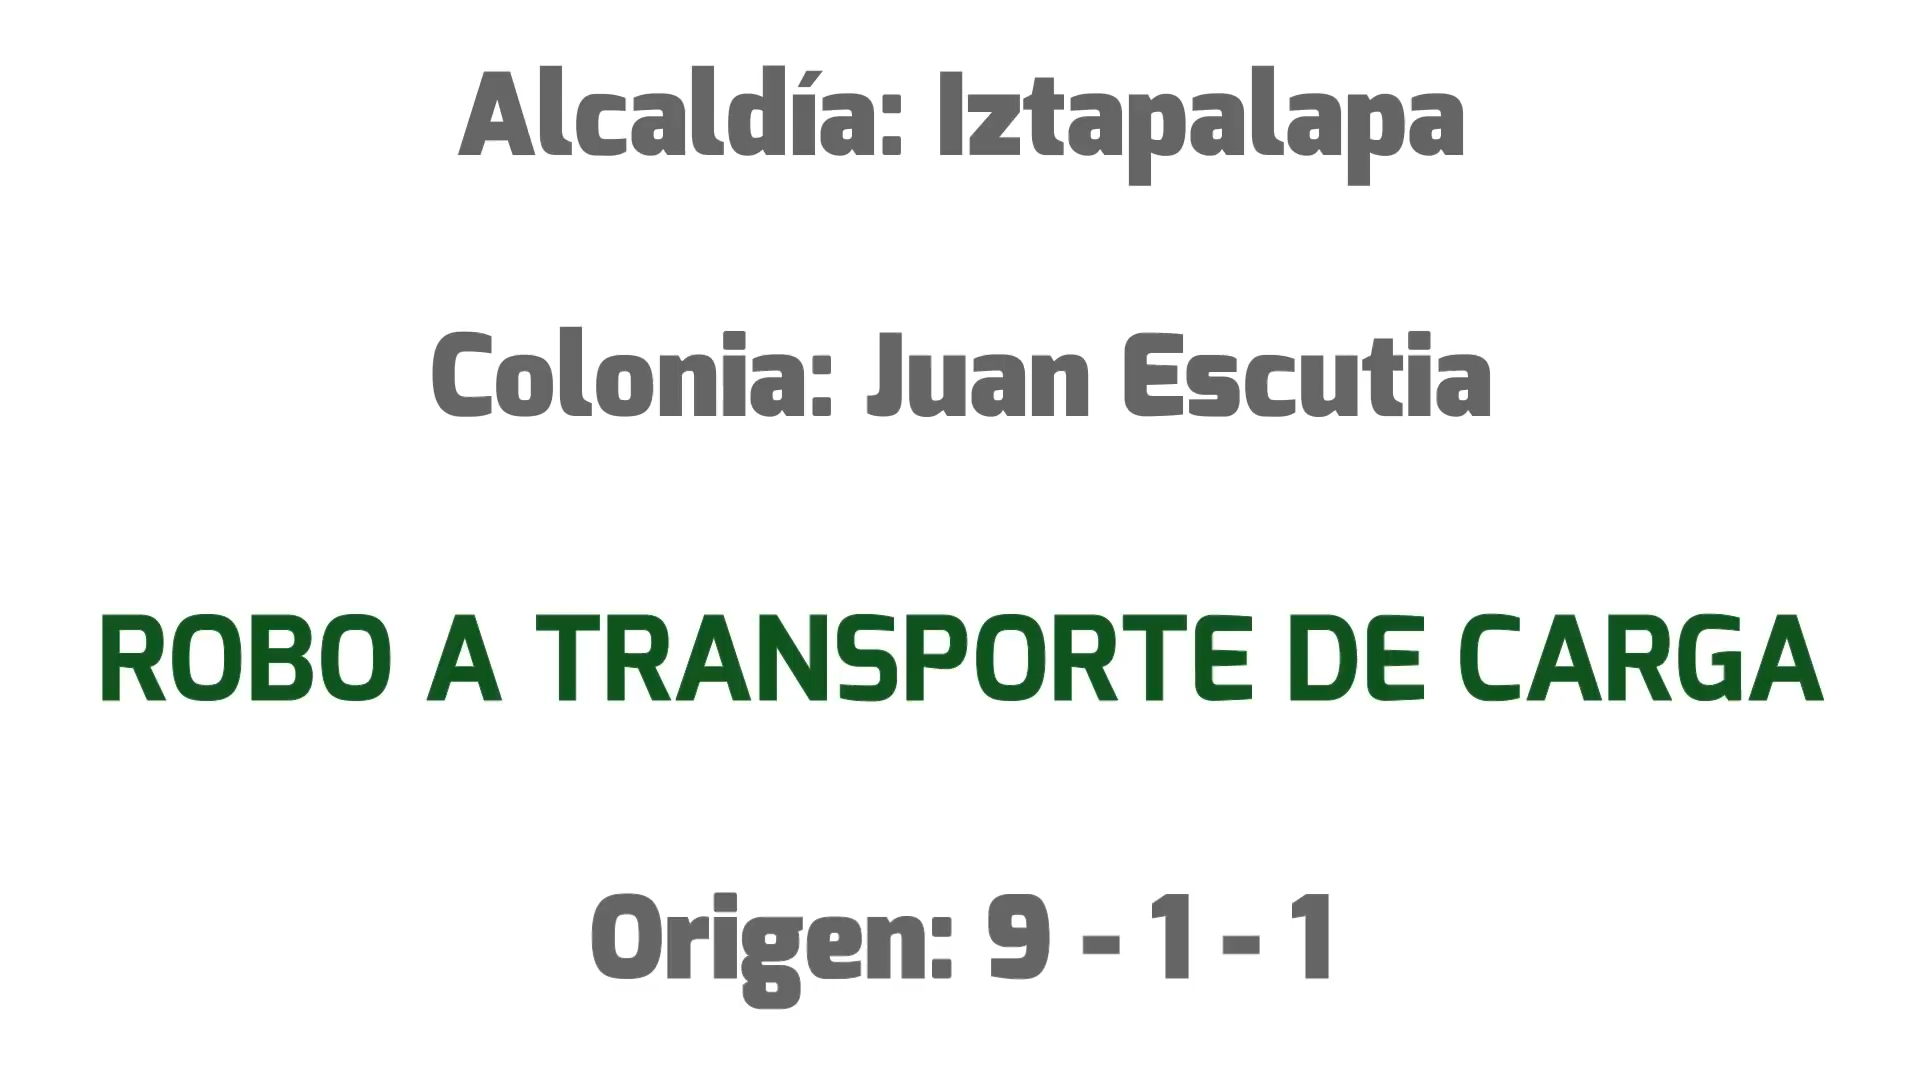 Alcaldía: Iztapalapa
Colonia: Juan Escutia
ROBO A TRANSPORTE DE CARGA
Origen: 9 - 1 - 1